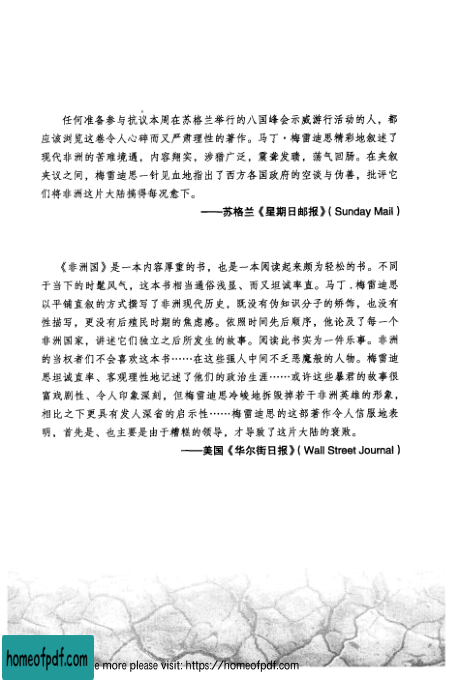 任何准备参与抗议本周在苏格兰举行的八国峰会示威游行活动的人，都
应该浏览这卷令人心碎而又严肃理性的著作。马丁·梅雷迪思精彩地叙述了
现代非洲的苦难境遇，内容翔实，涉猎广泛，震聋发聩，荡气回肠。在夹叙
夹议之间，梅雷迪思一针见血地指出了西方各国政府的空谈与伪善，批评它
们将非洲这片大陆搞得每况愈下。
——苏格兰《星期日邮报》（Sunday Mail）
《非洲国》是一本内容厚重的书，也是一本阅读起来颇为轻松的书。不同
于当下的时髦风气，这本书相当通俗浅显、而又坦诚率直。马丁·梅雷迪思
以平铺直叙的方式撰写了非洲现代历史，既没有伪知识分子的矫饰，也没有
性描写，更没有后殖民时期的焦虑感。依照时间先后顺序，他论及了每一个
非洲国家，讲述它们独立之后所发生的故事。阅读此书实为一件乐事。非洲
的当权者们不会喜欢这本书……在这些强人中间不乏恶魔般的人物。梅雷迪
思坦诚直率、客观理性地记述了他们的政治生涯……或许这些暴君的故事很
富戏剧性、令人印象深刻，但梅雷迪思冷峻地拆毁掉若干非洲英雄的形象，
相比之下更具有发人深省的启示性……梅雷迪思的这部著作令人信服地表
明，首先是、也主要是由于糟糕的领导，才导致了这片大陆的衰败。
——美国《华尔街日报》（Wall Street Journal）
homeofpdf.com
e more please visit: https://homeofpdf.com